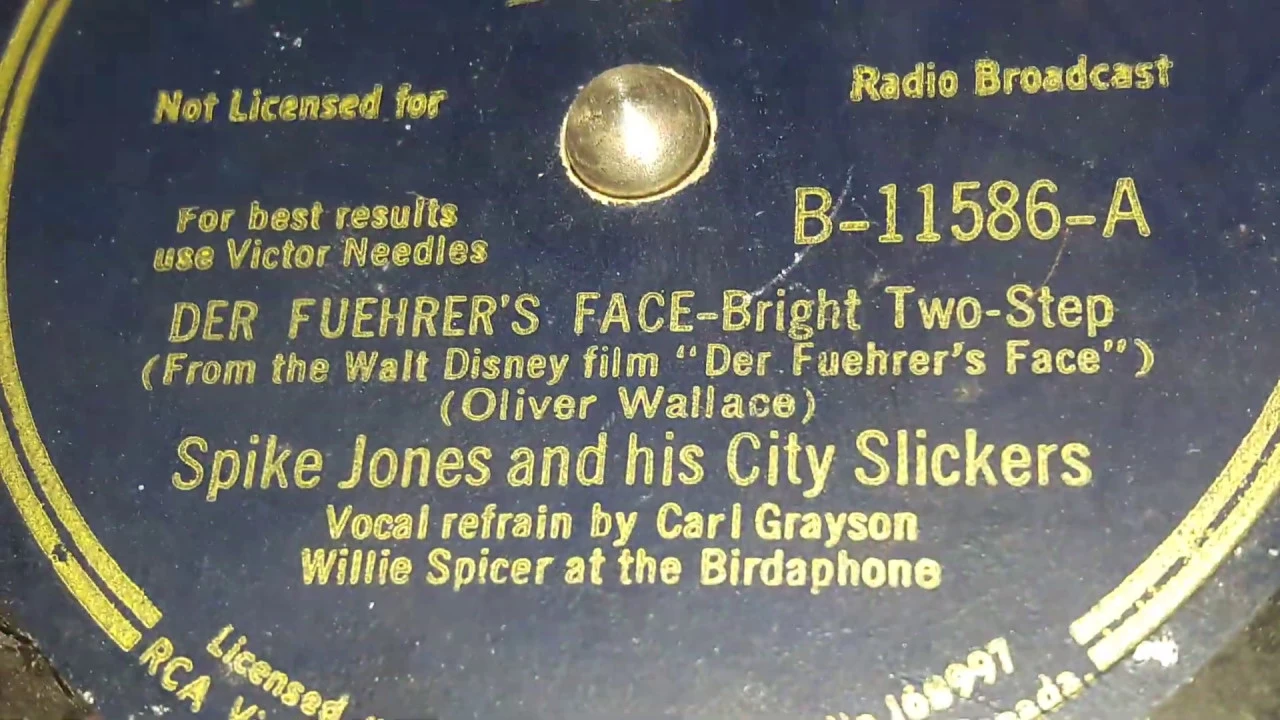 Not Licensed for Radio Broadcast
For best results
use Victor Needles
B-11586-A
DER FUEHRER'S FACE-Bright Two-Step
(From the Walt Disney film "Der Fuehrer's Face")
(Oliver Wallace)
Spike Jones and his City Slickers
Vocal refrain by Carl Grayson
Willie Spicer at the Birdaphone
Licensed
RCA
168997